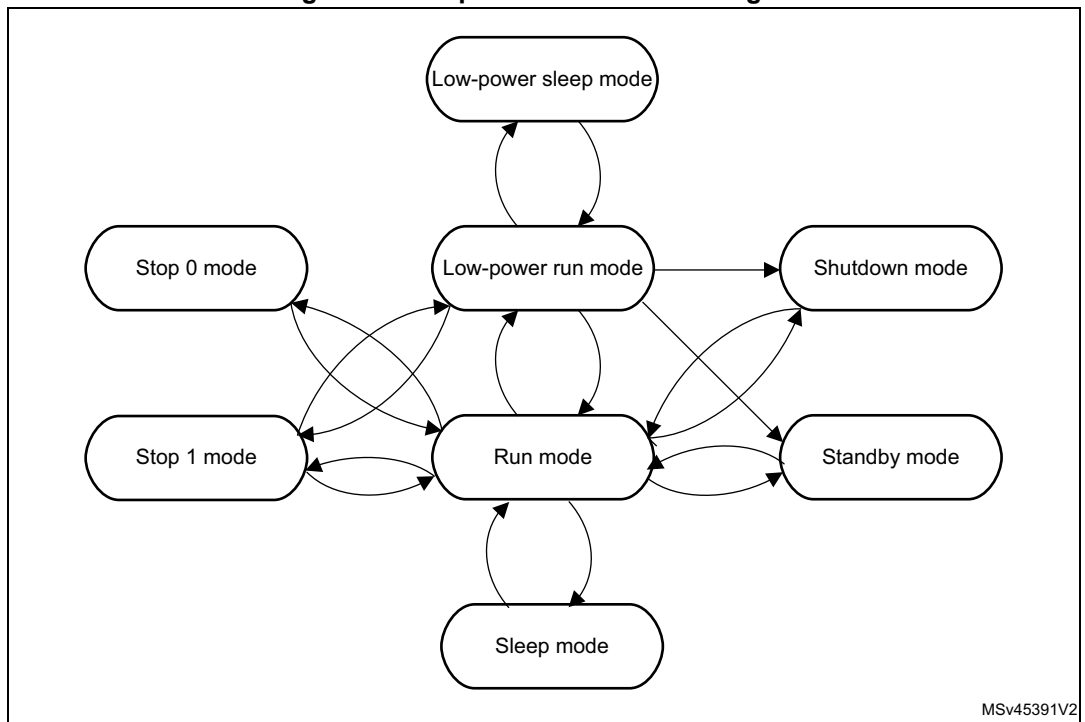 Low-power sleep mode
Stop 0 mode
Low-power run mode
Shutdown mode
Stop 1 mode
Run mode
Standby mode
Sleep mode
MSv45391V2